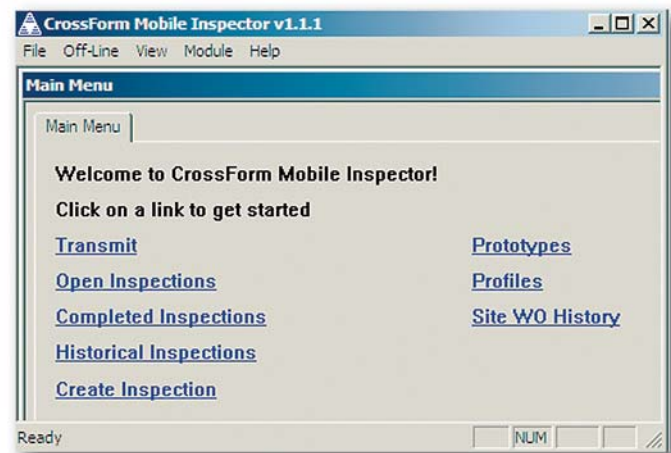 CrossForm Mobile Inspector v1.1.1
File Off-Line View Module Help
Main Menu
Main Menu
Welcome to CrossForm Mobile Inspector!
Click on a link to get started
Transmit Prototypes
Open Inspections Profiles
Completed Inspections Site WO History
Historical Inspections
Create Inspection
Ready NUM